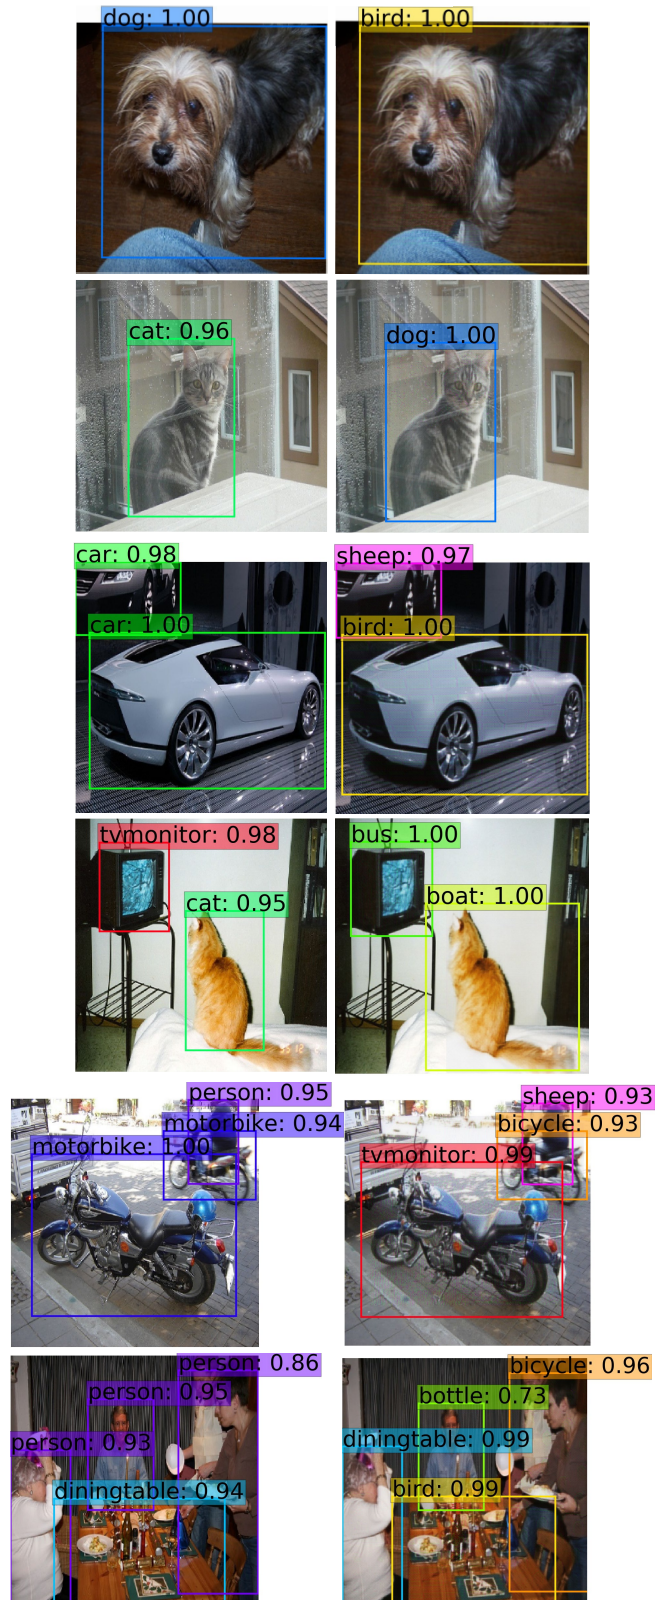 dog: 1.00
bird: 1.00
cat: 0.96
dog: 1.00
car: 0.98
car: 1.00
sheep: 0.97
bird: 1.00
tvmonitor: 0.98
cat: 0.95
bus: 1.00
boat: 1.00
person: 0.95
motorbike: 0.94
motorbike: 1.00
sheep: 0.93
bicycle: 0.93
tvmonitor: 0.99
person: 0.86
person: 0.95
person: 0.93
diningtable: 0.94
bicycle: 0.96
bottle: 0.73
diningtable: 0.99
bird: 0.99